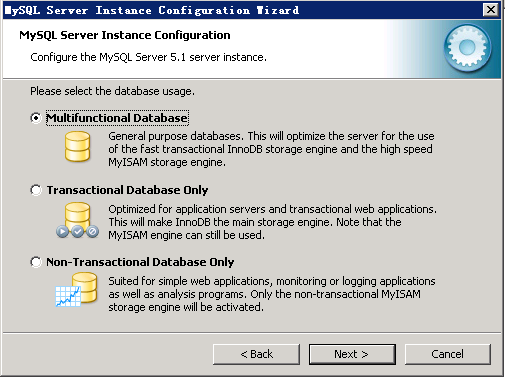 MySQL Server Instance Configuration Wizard
MySQL Server Instance Configuration
Configure the MySQL Server 5.1 server instance.
Please select the database usage.
Multifunctional Database
General purpose databases. This will optimize the server for the use
of the fast transactional InnoDB storage engine and the high speed
MyISAM storage engine.
Transactional Database Only
Optimized for application servers and transactional web applications.
This will make InnoDB the main storage engine. Note that the
MyISAM engine can still be used.
Non-Transactional Database Only
Suited for simple web applications, monitoring or logging applications
as well as analysis programs. Only the non-transactional MyISAM
storage engine will be activated.
< Back
Next >
Cancel